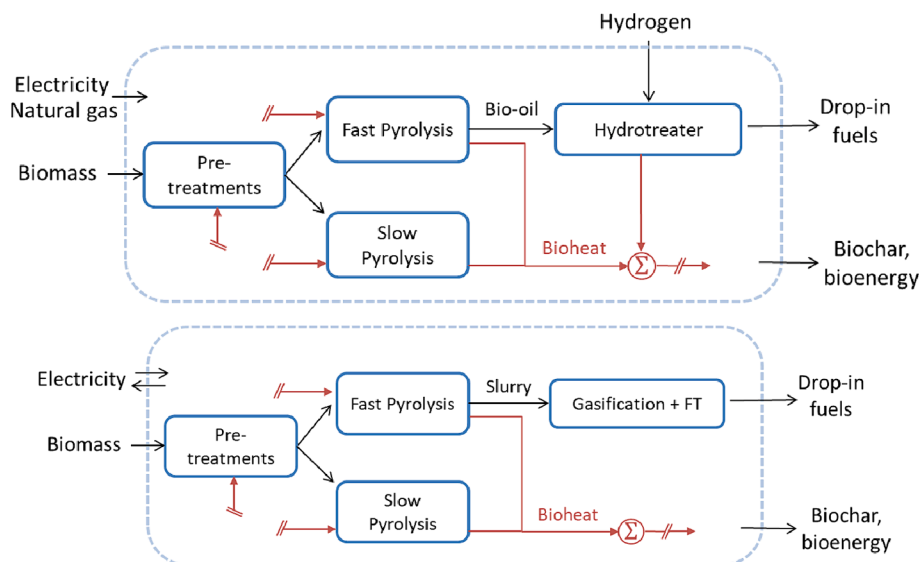 Hydrogen
Electricity
Natural gas
Biomass
Pre-
treatments
Fast Pyrolysis
Bio-oil
Hydrotreater
Drop-in
fuels
Slow
Pyrolysis
Bioheat
Σ
Biochar,
bioenergy
Electricity
Biomass
Pre-
treatments
Fast Pyrolysis
Slurry
Gasification + FT
Drop-in
fuels
Slow
Pyrolysis
Bioheat
Σ
Biochar,
bioenergy